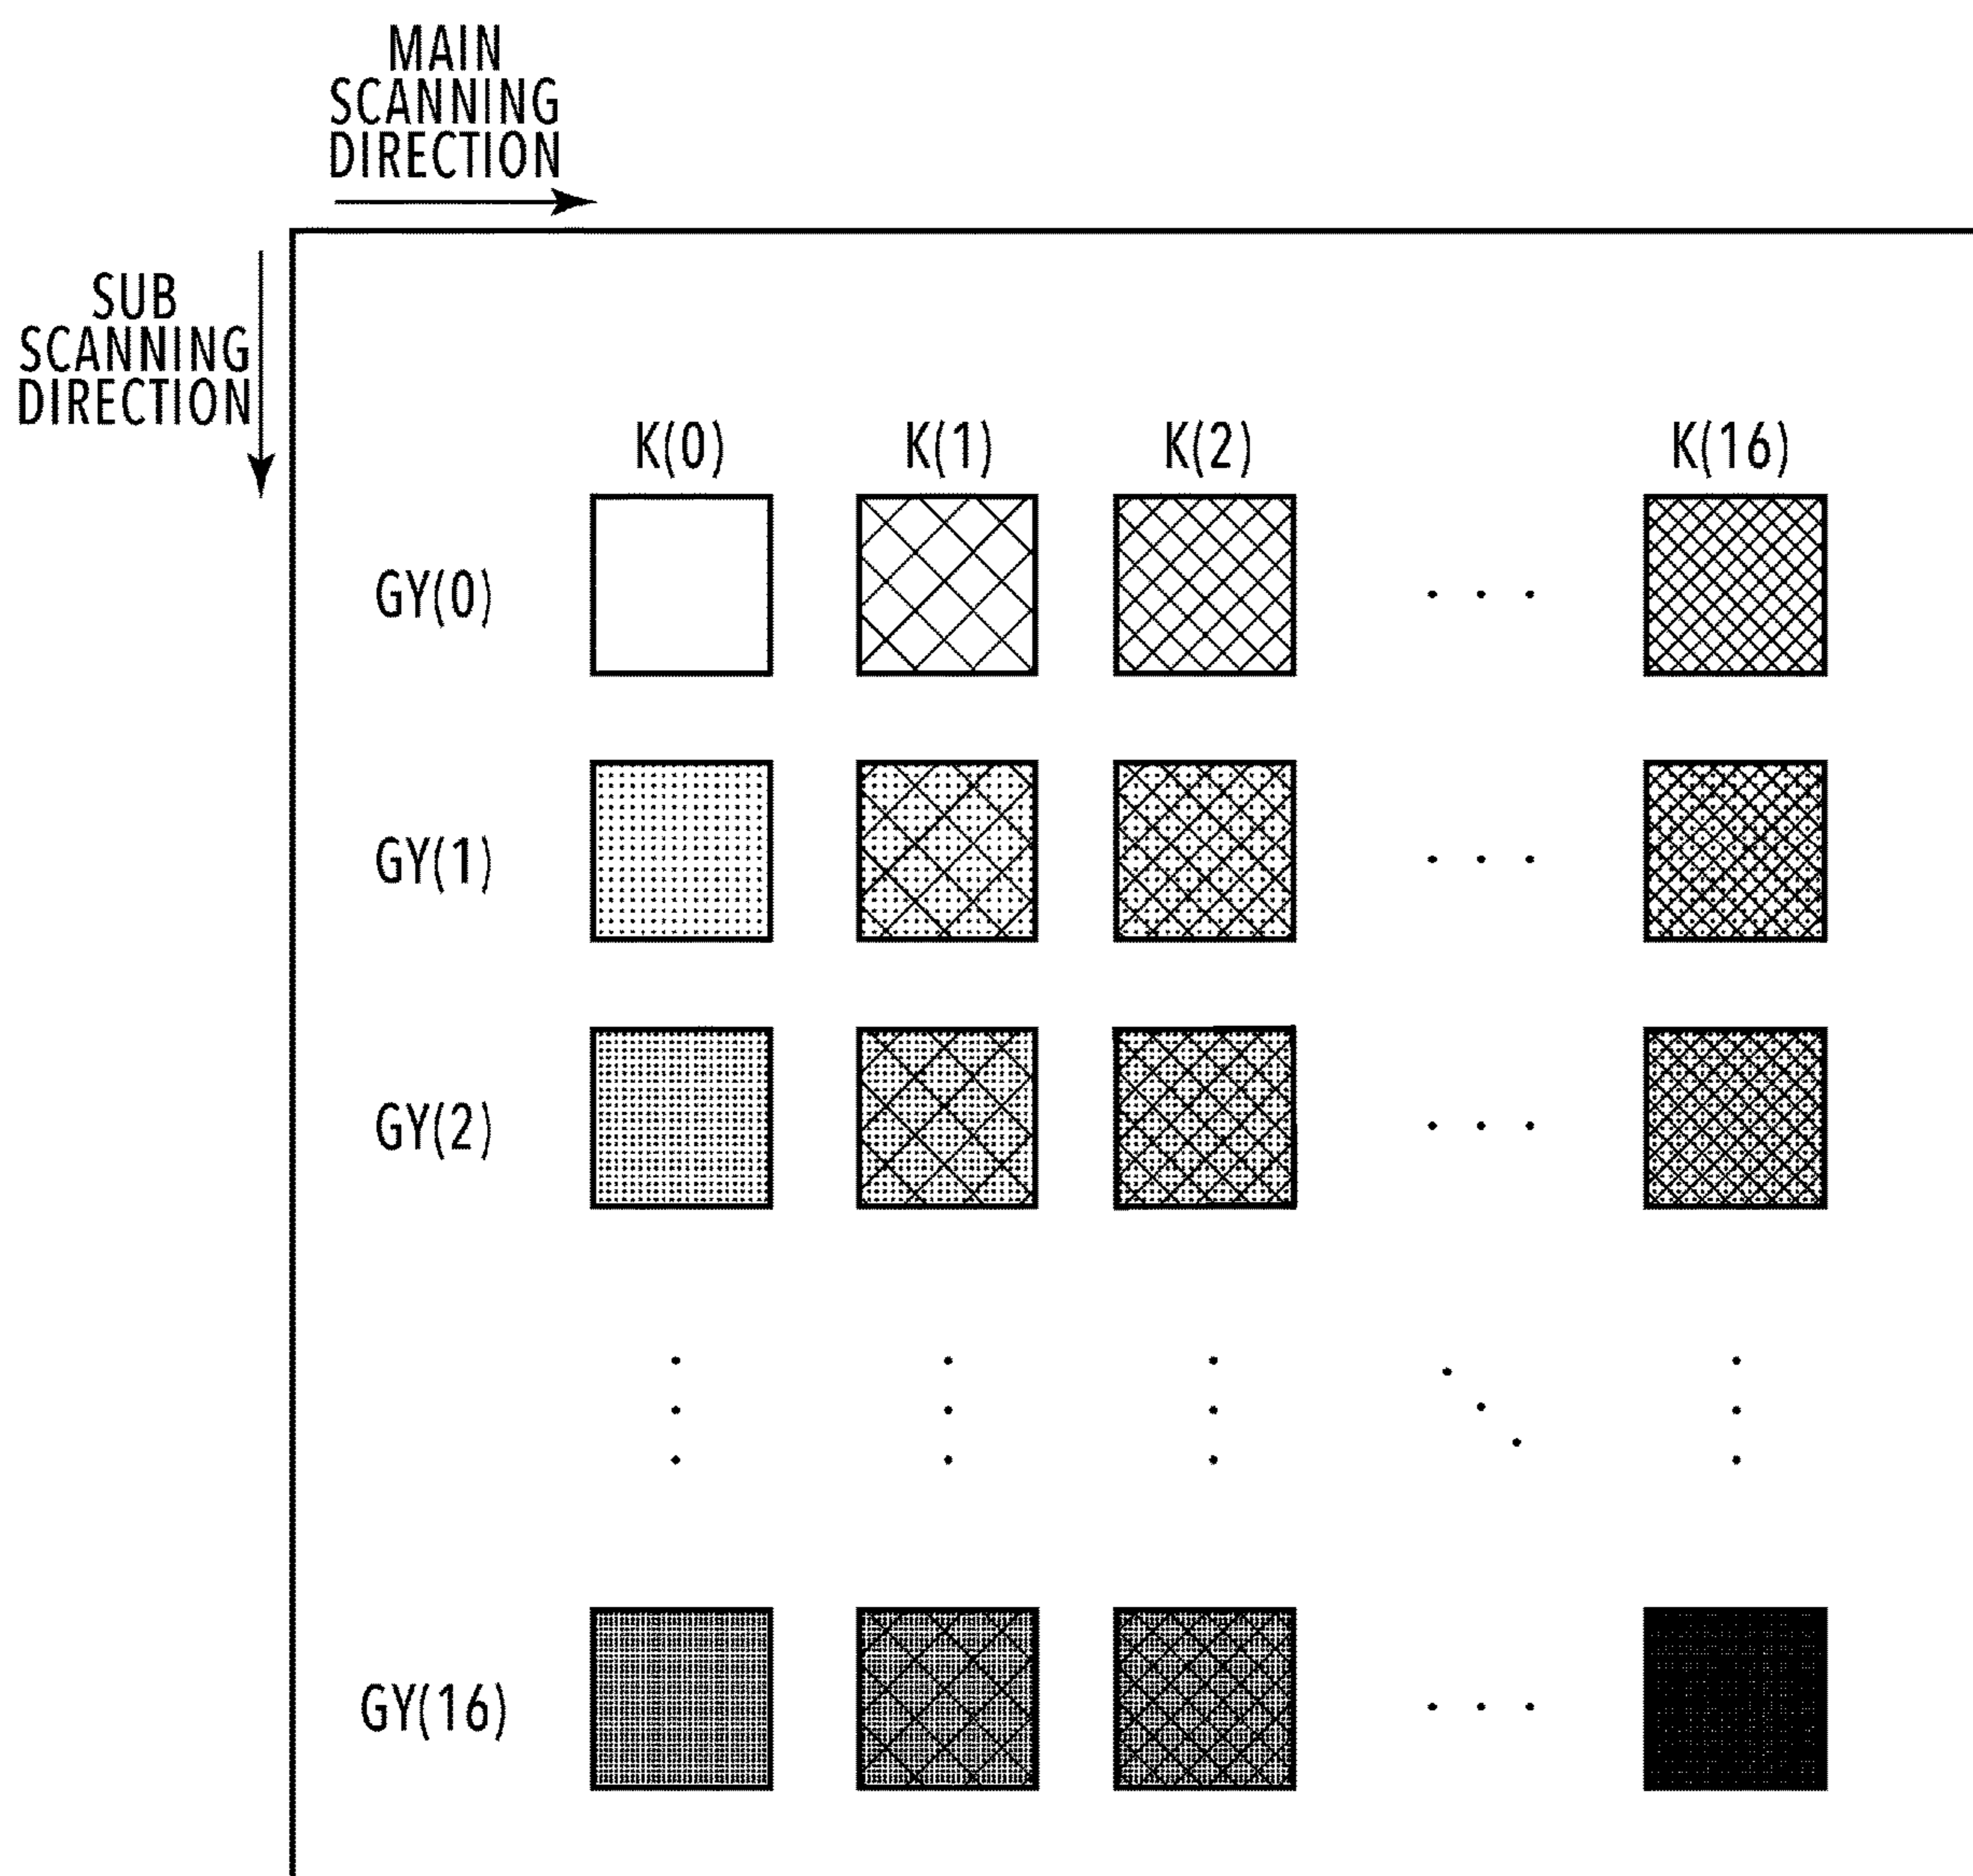 MAIN
SCANNING
DIRECTION
SUB
SCANNING
DIRECTION
K(0) K(1) K(2) K(16)
GY(0)
GY(1)
GY(2)
GY(16)